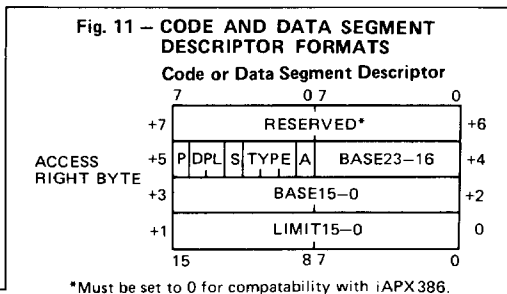 Fig. 11 – CODE AND DATA SEGMENT
DESCRIPTOR FORMATS
Code or Data Segment Descriptor
7 0 7 0
+7 RESERVED* +6
ACCESS RIGHT BYTE +5 P DPL S TYPE A BASE23–16 +4
+3 BASE15–0 +2
+1 LIMIT15–0 0
15 8 7 0
*Must be set to 0 for compatability with iAPX386.